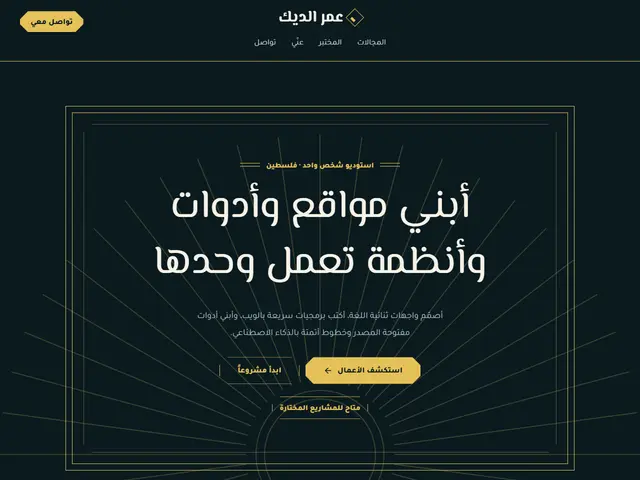 عمر الديك
تواصل معي
المجالات
المختبر
عنّي
تواصل
استوديو شخص واحد · فلسطين
أبني مواقع وأدوات
وأنظمة تعمل وحدها
أصمّم واجهات ثنائية اللغة، أكتب برمجيات سريعة بالويب، وأبني أدوات
مفتوحة المصدر وخطوط أتمتة بالذكاء الاصطناعي.
استكشف الأعمال ←
ابدأ مشروعاً
متاح للمشاريع المختارة